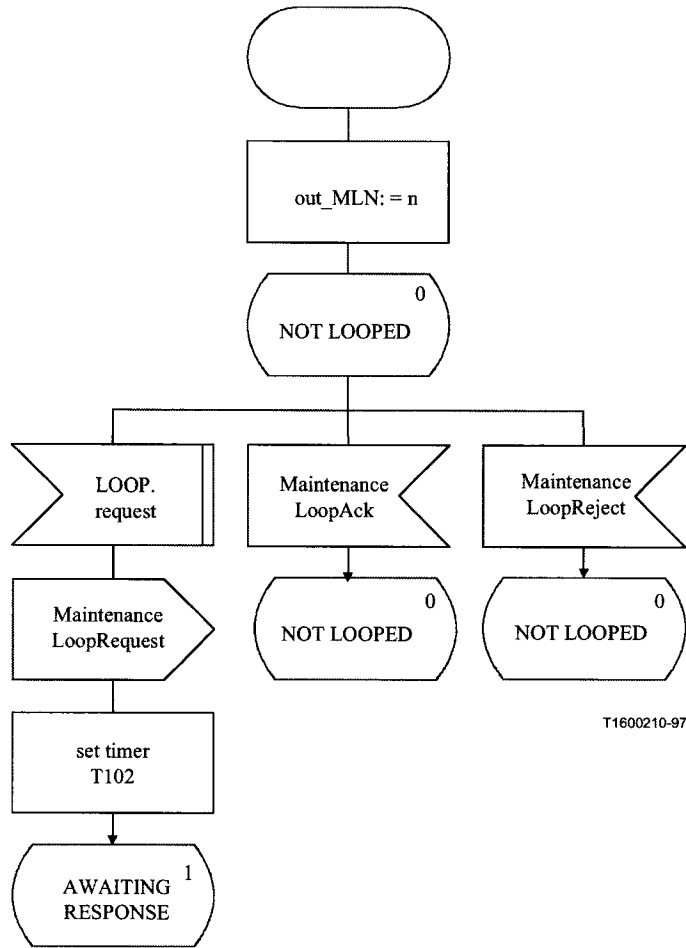 out_MLN: = n
0
NOT LOOPED
LOOP.
request
Maintenance
LoopAck
Maintenance
LoopReject
Maintenance
LoopRequest
0
NOT LOOPED
0
NOT LOOPED
set timer
T102
T1600210-97
1
AWAITING
RESPONSE